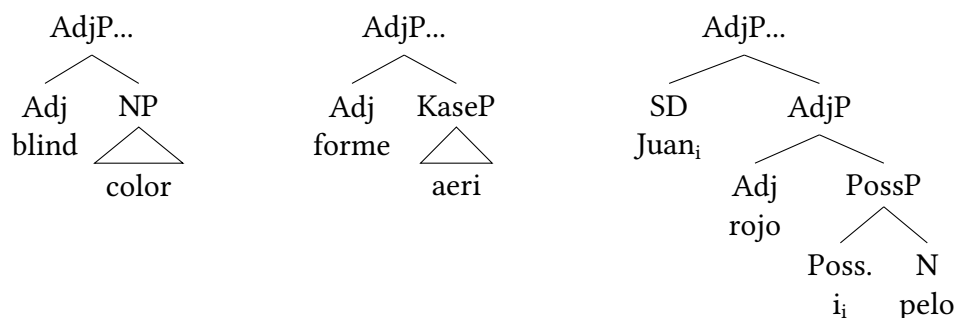 AdjP... AdjP... AdjP...
Adj NP Adj KaseP SD AdjP
blind forme Juanᵢ
color aeri Adj PossP
rojo
Poss. N
iᵢ pelo